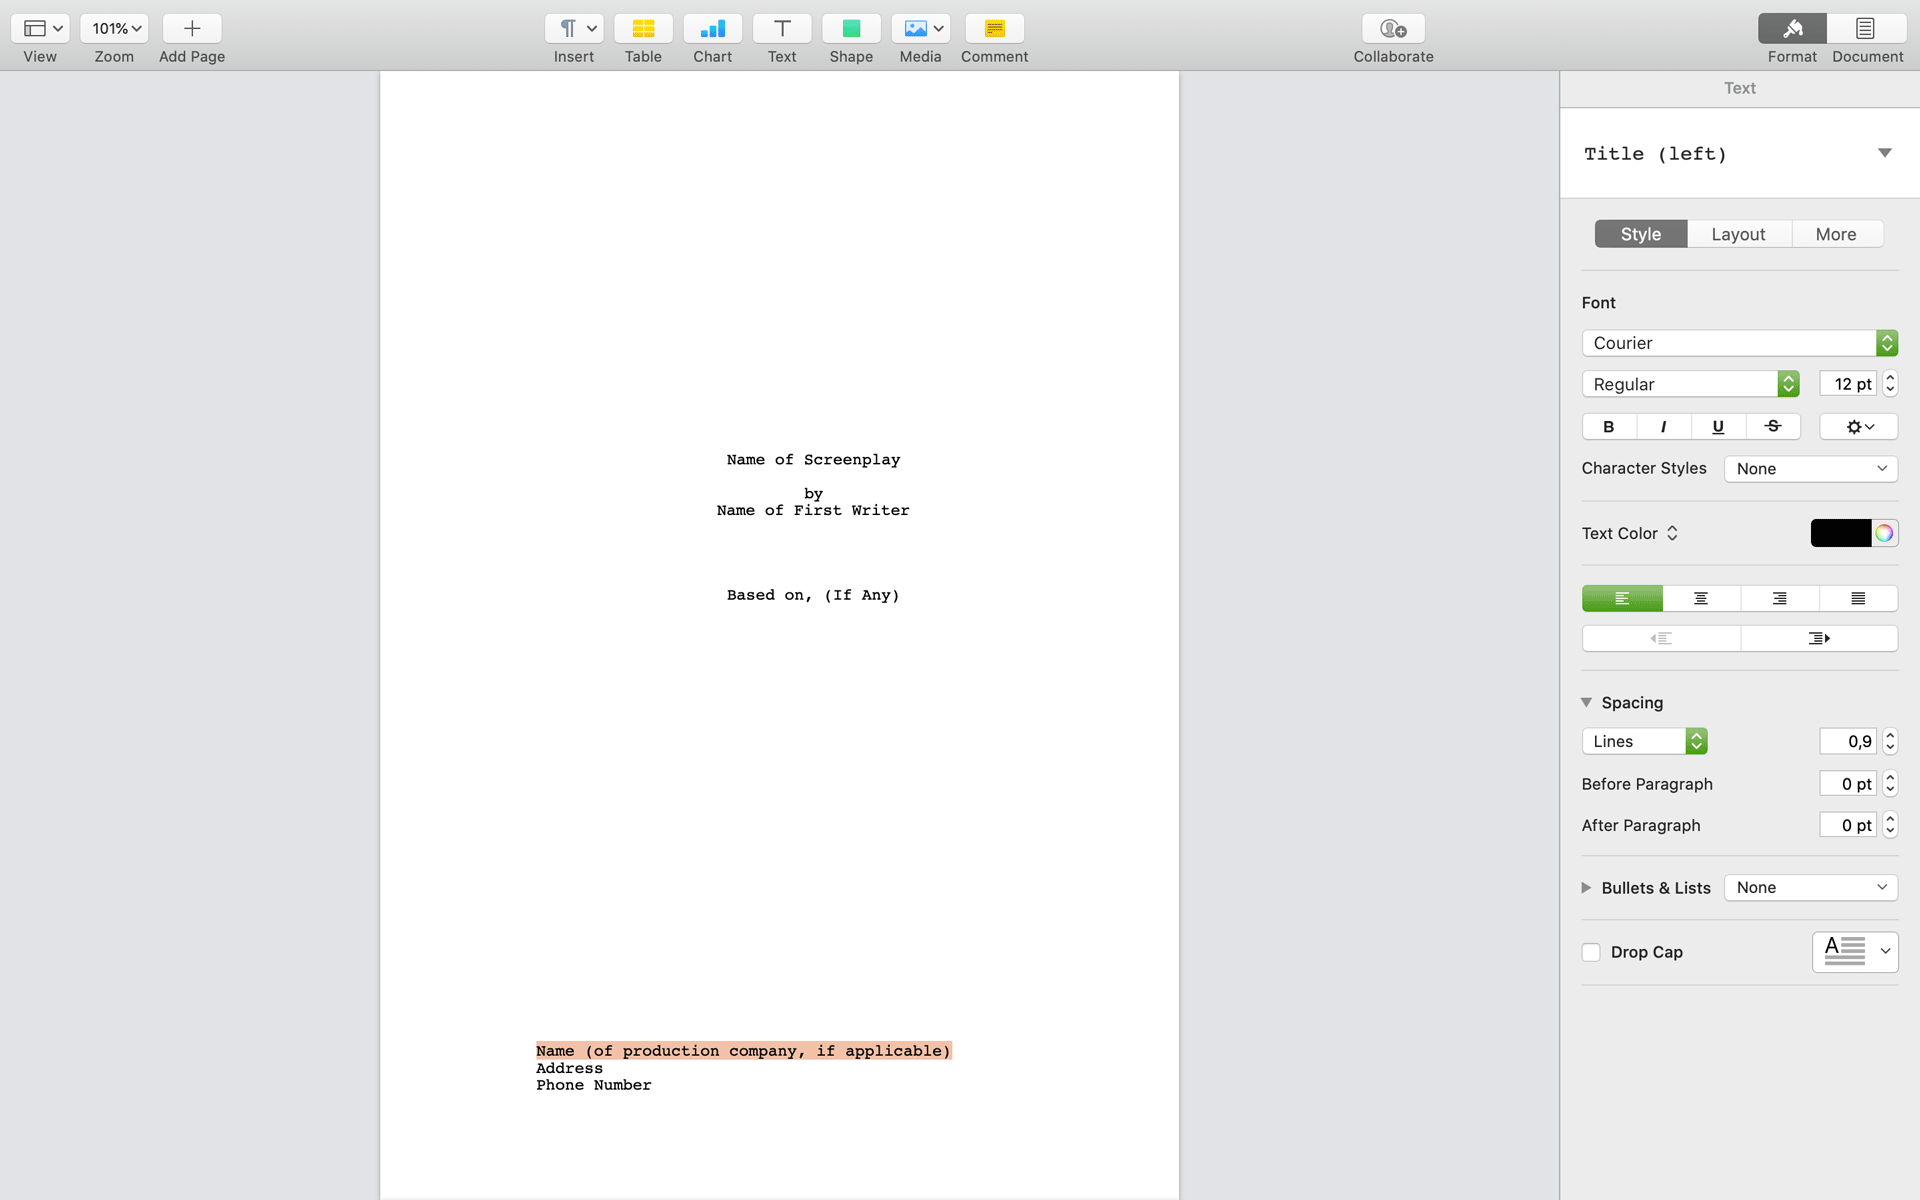 101%
View
Zoom
Add Page
Insert
Table
Chart
T
Text
Shape
Media
Comment
Collaborate
Format
Document
Name of Screenplay
by
Name of First Writer
Based on, (If Any)
Name (of production company, if applicable)
Address
Phone Number
Text
Title (left)
Style Layout More
Font
Courier
Regular 12 pt
B I U S
Character Styles None
Text Color
Spacing
Lines 0,9
Before Paragraph 0 pt
After Paragraph 0 pt
Bullets & Lists None
Drop Cap A